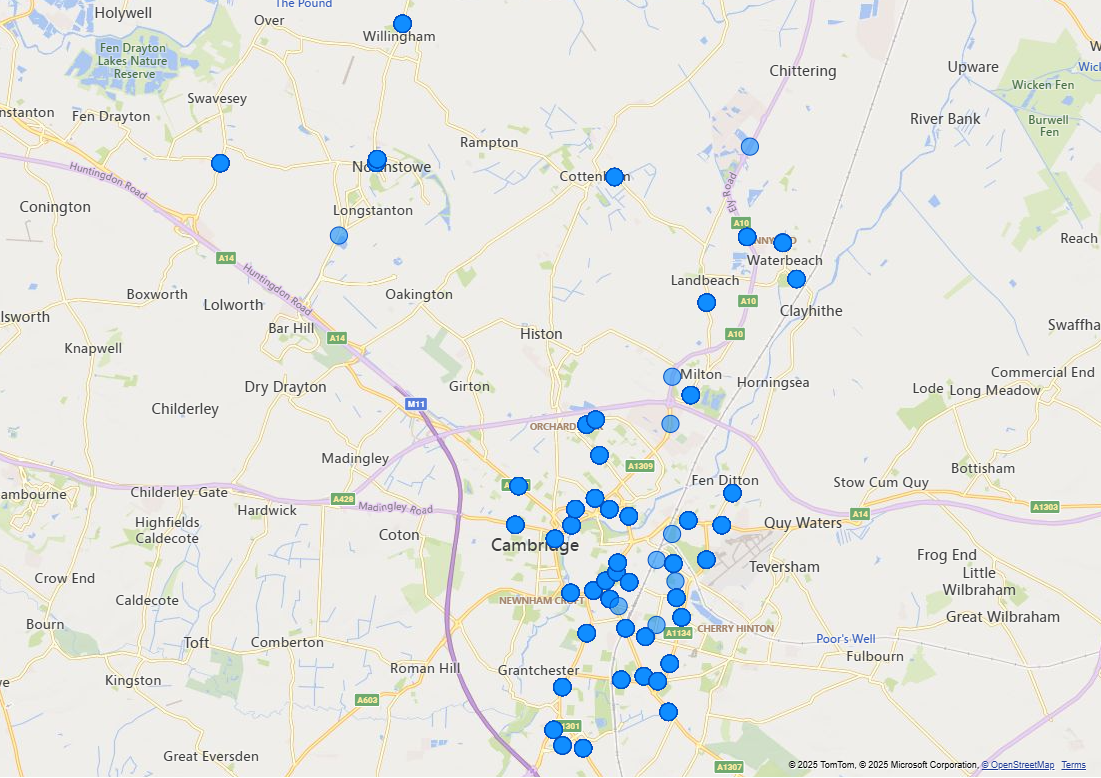 The Pound
Holywell
Over
Willingham
Fen Drayton
Lakes Nature
Reserve
Chittering
Upware
Wicken Fen
Swavesey
nstanton
Fen Drayton
River Bank
Burwell
Fen
Rampton
Huntingdon Road
Cottenh
Ely Road
Conington
Longstanton
A10
Reach
A14
Waterbeach
Huntingdon Road
Landbeach
Boxworth
Oakington
A10
Lolworth
Clayhithe
lsworth
Bar Hill
A14
Histon
A10
Swaffha
Knapwell
Dry Drayton
Girton
Milton
Horningsea
Commercial End
Lode
Long Meadow
M11
Childerley
ORCHARD
Madingley
A1309
Bottisham
Fen Ditton
Stow Cum Quy
ambourne
Childerley Gate
A428
Madingley Road
Hardwick
A14
A1303
Highfields
Caldecote
Coton
Quy Waters
Cambridge
Frog End
Teversham
Crow End
Little
Wilbraham
Caldecote
NEWNHAM CROFT
Great Wilbraham
Bourn
CHERRY HINTON
A1134
Toft
Comberton
Poor's Well
Fulbourn
Roman Hill
Grantchester
Kingston
A603
1301
Great Eversden
A1307
© 2025 TomTom, © 2025 Microsoft Corporation, © OpenStreetMap Terms